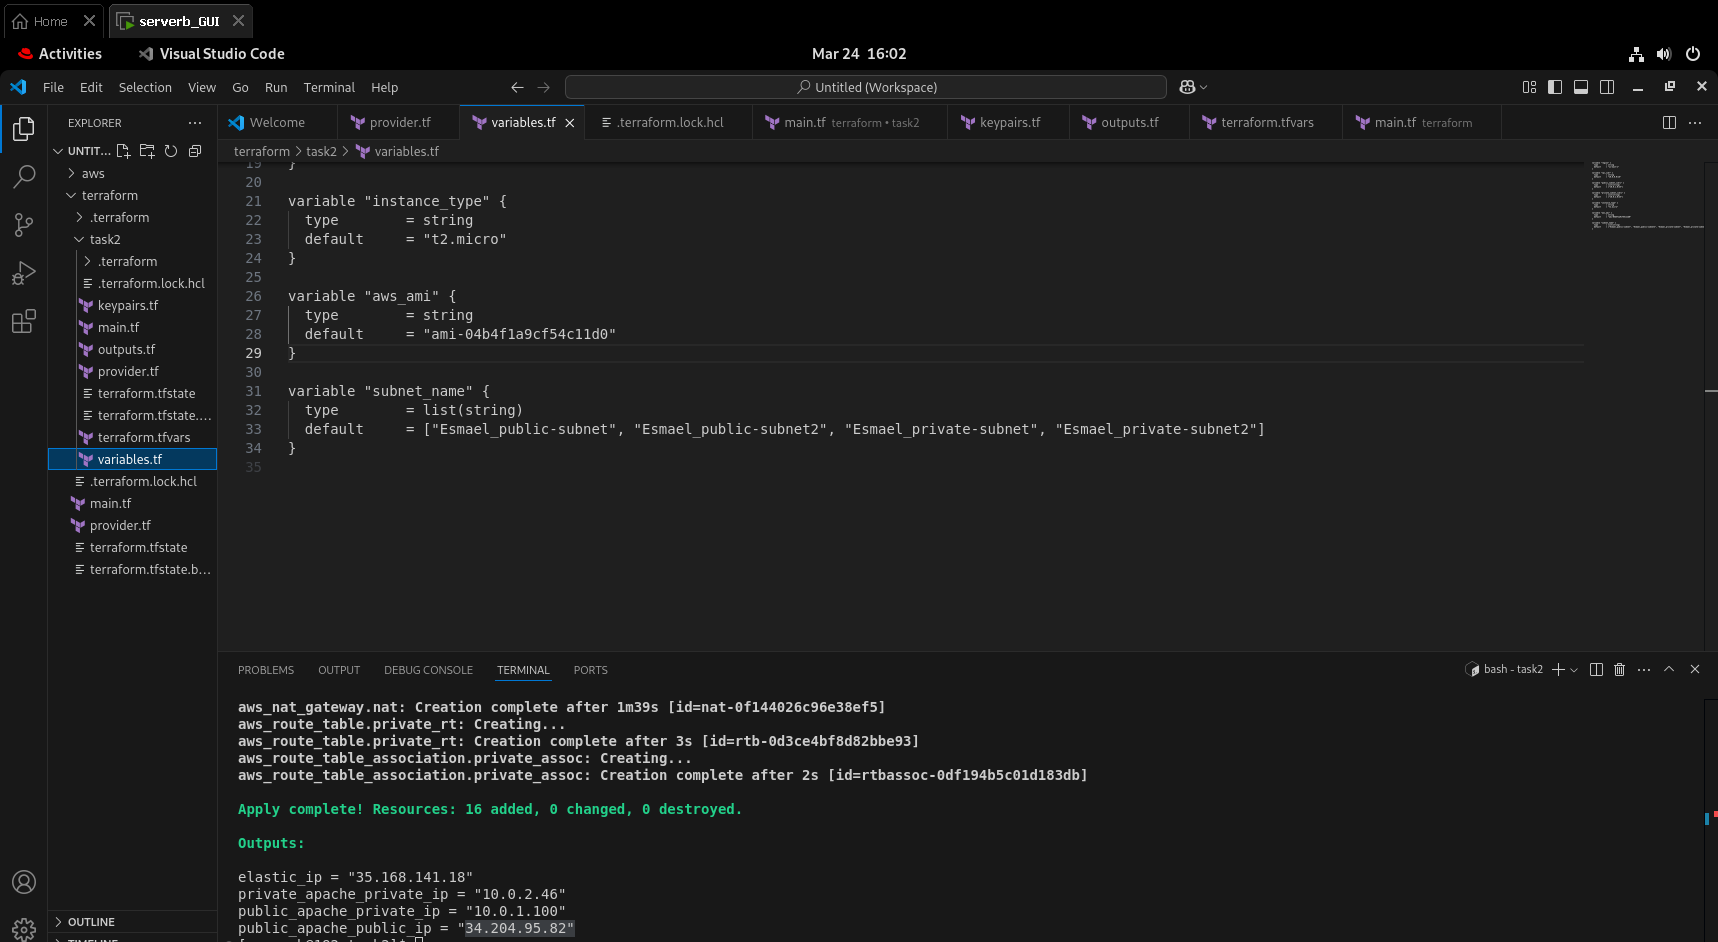 Home
serverb_GUI
Activities
Visual Studio Code
Mar 24 16:02
File Edit Selection View Go Run Terminal Help
Untitled (Workspace)
EXPLORER
Welcome
provider.tf
variables.tf
.terraform.lock.hcl
main.tf terraform • task2
keypairs.tf
outputs.tf
terraform.tfvars
main.tf terraform
UNTIT...
terraform > task2 > variables.tf
aws
terraform
.terraform
task2
.terraform
.terraform.lock.hcl
keypairs.tf
main.tf
outputs.tf
provider.tf
terraform.tfstate
terraform.tfstate....
terraform.tfvars
variables.tf
.terraform.lock.hcl
main.tf
provider.tf
terraform.tfstate
terraform.tfstate.b...
OUTLINE
TIMELINE
19 }
20
21 variable "instance_type" {
22 type = string
23 default = "t2.micro"
24 }
25
26 variable "aws_ami" {
27 type = string
28 default = "ami-04b4f1a9cf54c11d0"
29 }
30
31 variable "subnet_name" {
32 type = list(string)
33 default = ["Esmael_public-subnet", "Esmael_public-subnet2", "Esmael_private-subnet", "Esmael_private-subnet2"]
34 }
35
PROBLEMS OUTPUT DEBUG CONSOLE TERMINAL PORTS
bash - task2
aws_nat_gateway.nat: Creation complete after 1m39s [id=nat-0f144026c96e38ef5]
aws_route_table.private_rt: Creating...
aws_route_table.private_rt: Creation complete after 3s [id=rtb-0d3ce4bf8d82bbe93]
aws_route_table_association.private_assoc: Creating...
aws_route_table_association.private_assoc: Creation complete after 2s [id=rtbassoc-0df194b5c01d183db]
Apply complete! Resources: 16 added, 0 changed, 0 destroyed.
Outputs:
elastic_ip = "35.168.141.18"
private_apache_private_ip = "10.0.2.46"
public_apache_private_ip = "10.0.1.100"
public_apache_public_ip = "34.204.95.82"